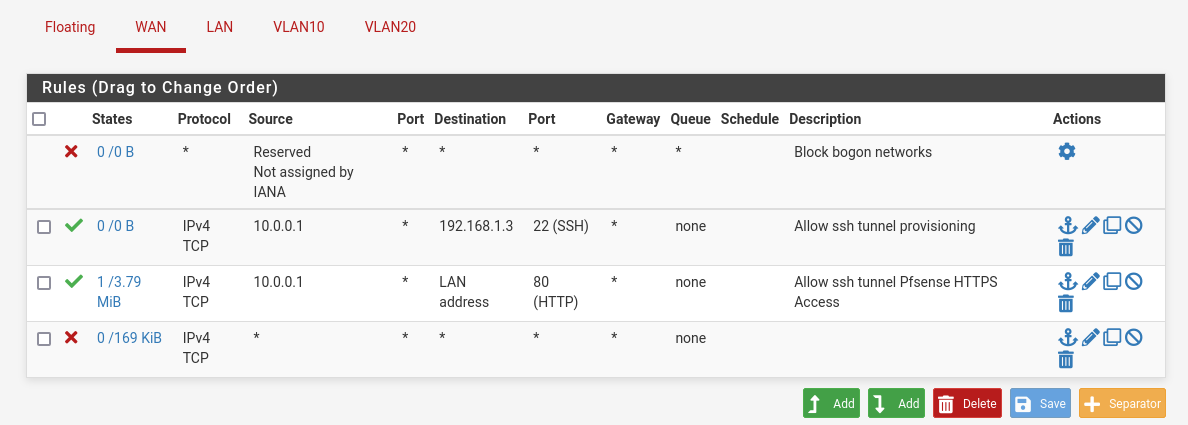 Floating WAN LAN VLAN10 VLAN20
Rules (Drag to Change Order)
States Protocol Source Port Destination Port Gateway Queue Schedule Description Actions
0 /0 B * Reserved * * * * * Block bogon networks
Not assigned by
IANA
0 /0 B IPv4 10.0.0.1 * 192.168.1.3 22 (SSH) * none Allow ssh tunnel provisioning
TCP
1 /3.79 IPv4 10.0.0.1 * LAN 80 * none Allow ssh tunnel Pfsense HTTPS
MiB TCP address (HTTP) Access
0 /169 KiB IPv4 * * * * * none
TCP
Add Add Delete Save Separator